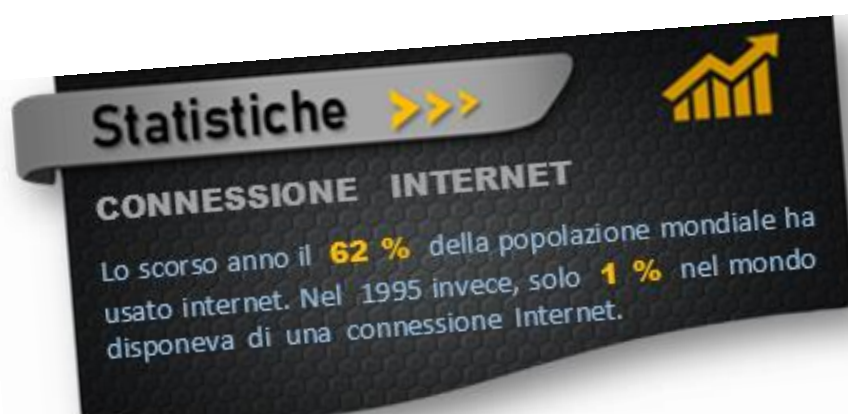 Statistiche >>>
CONNESSIONE INTERNET
Lo scorso anno il 62 % della popolazione mondiale ha
usato internet. Nel 1995 invece, solo 1 % nel mondo
disponeva di una connessione Internet.